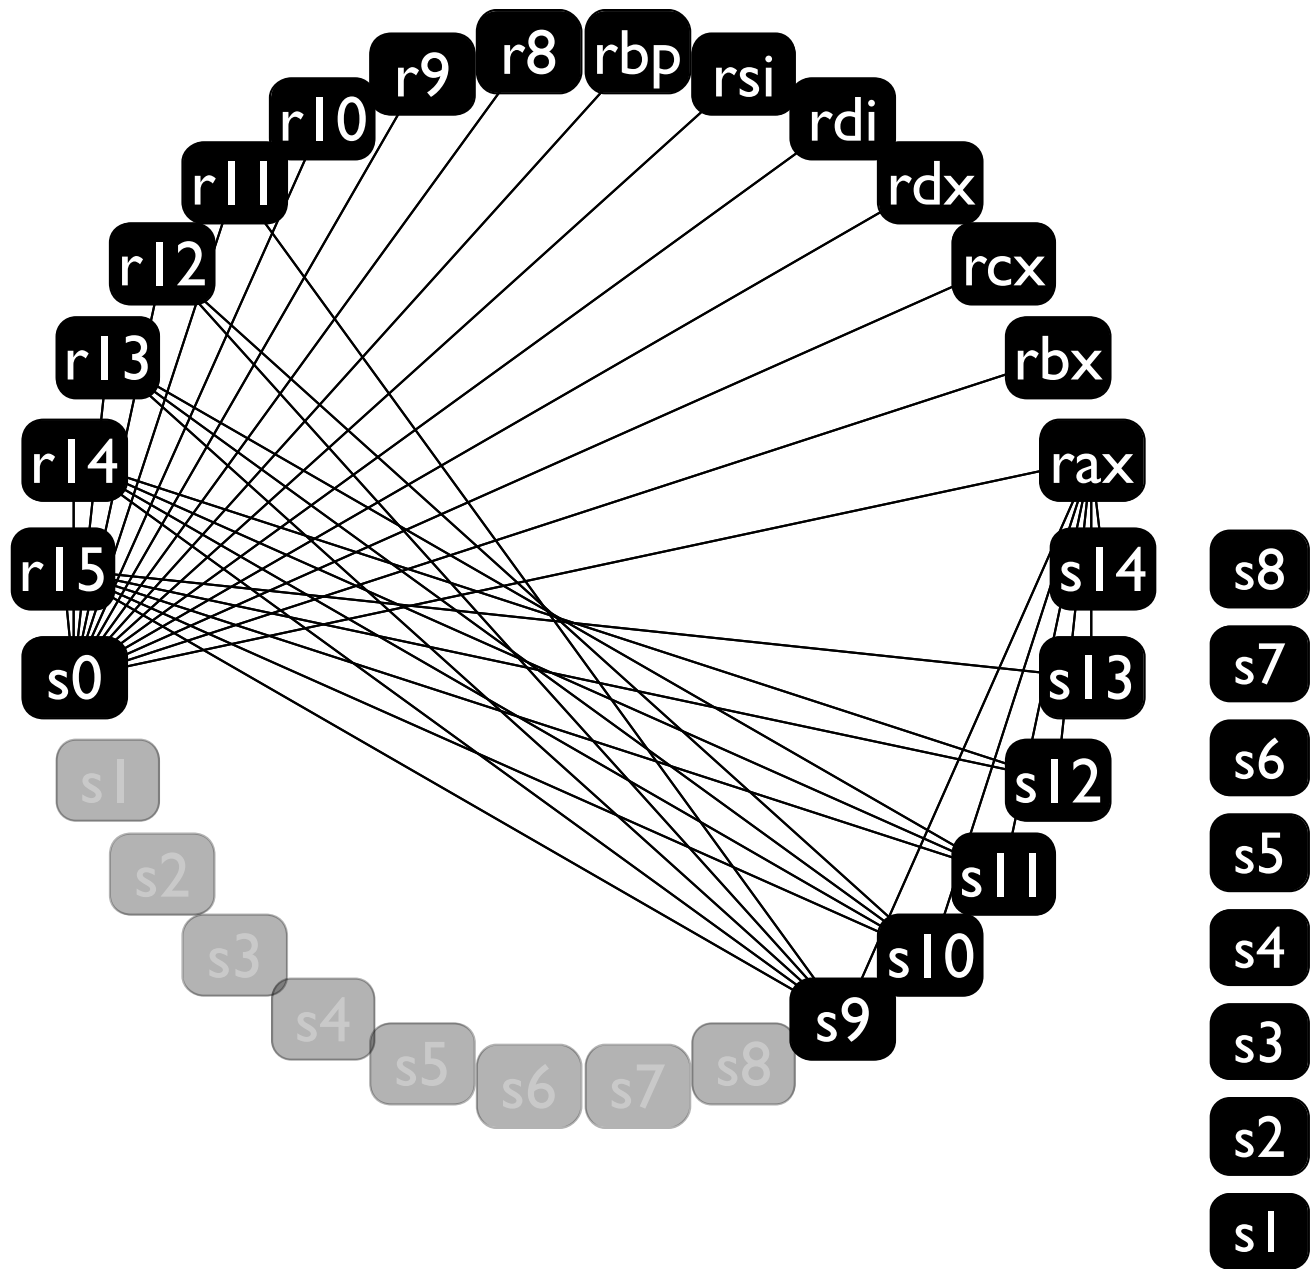 r8
rbp
r9
rsi
r10
rdi
r11
rdx
r12
rcx
r13
rbx
r14
rax
r15
s14
s8
s0
s13
s7
s1
s12
s6
s2
s11
s5
s3
s10
s4
s4
s9
s3
s5
s8
s6
s7
s2
s1